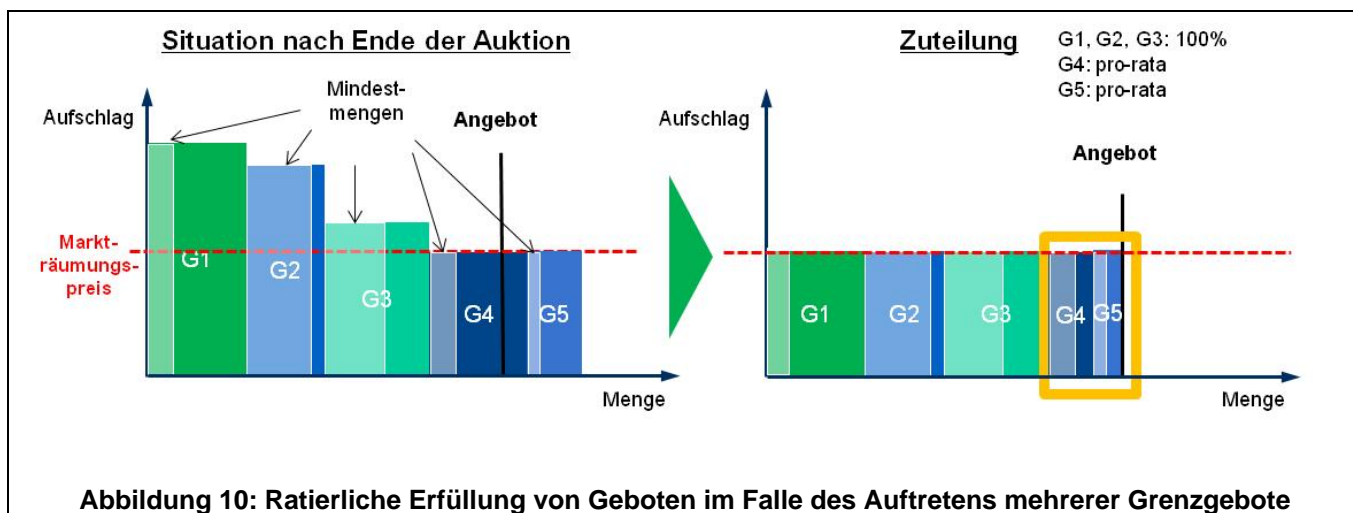 Situation nach Ende der Auktion
Aufschlag
Mindest-
mengen
Angebot
Markt-
räumungs-
preis
G1
G2
G3
G4
G5
Menge
Zuteilung
G1, G2, G3: 100%
G4: pro-rata
G5: pro-rata
Aufschlag
Angebot
G1
G2
G3
G4
G5
Menge
Abbildung 10: Ratierliche Erfüllung von Geboten im Falle des Auftretens mehrerer Grenzgebote